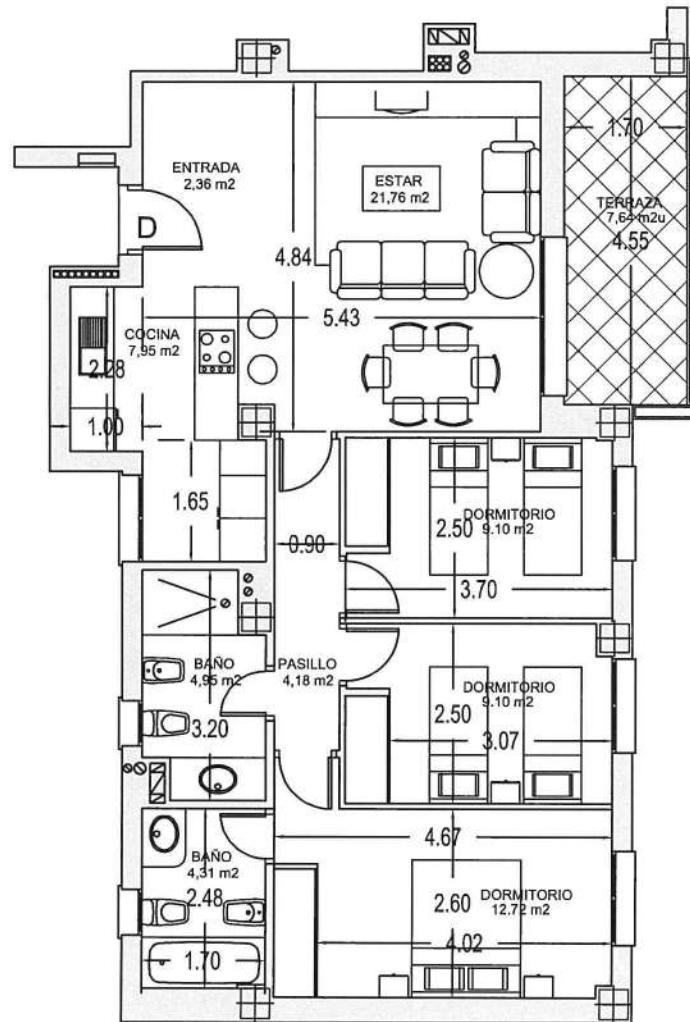 ENTRADA
2,36 m2
ESTAR
21,76 m2
1.70
TERRAZA
7,64 m2u
4.55
D
4.84
5.43
COCINA
7,95 m2
2.28
1.00
1.65
0.90
2.50
DORMITORIO
9.10 m2
3.70
BAÑO
4,95 m2
3.20
PASILLO
4,18 m2
2.50
DORMITORIO
9.10 m2
3.07
BAÑO
4,31 m2
2.48
1.70
4.67
2.60
DORMITORIO
12.72 m2
4.02